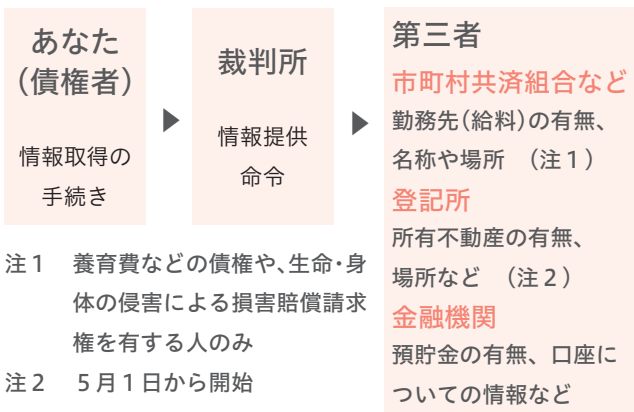 あなた
（債権者）
情報取得の
手続き
裁判所
情報提供
命令
第三者
市町村共済組合など
勤務先（給料）の有無、
名称や場所　（注１）
登記所
所有不動産の有無、
場所など　（注２）
金融機関
預貯金の有無、口座に
ついての情報など
注１　養育費などの債権や、生命・身
体の侵害による損害賠償請求
権を有する人のみ
注２　５月１日から開始